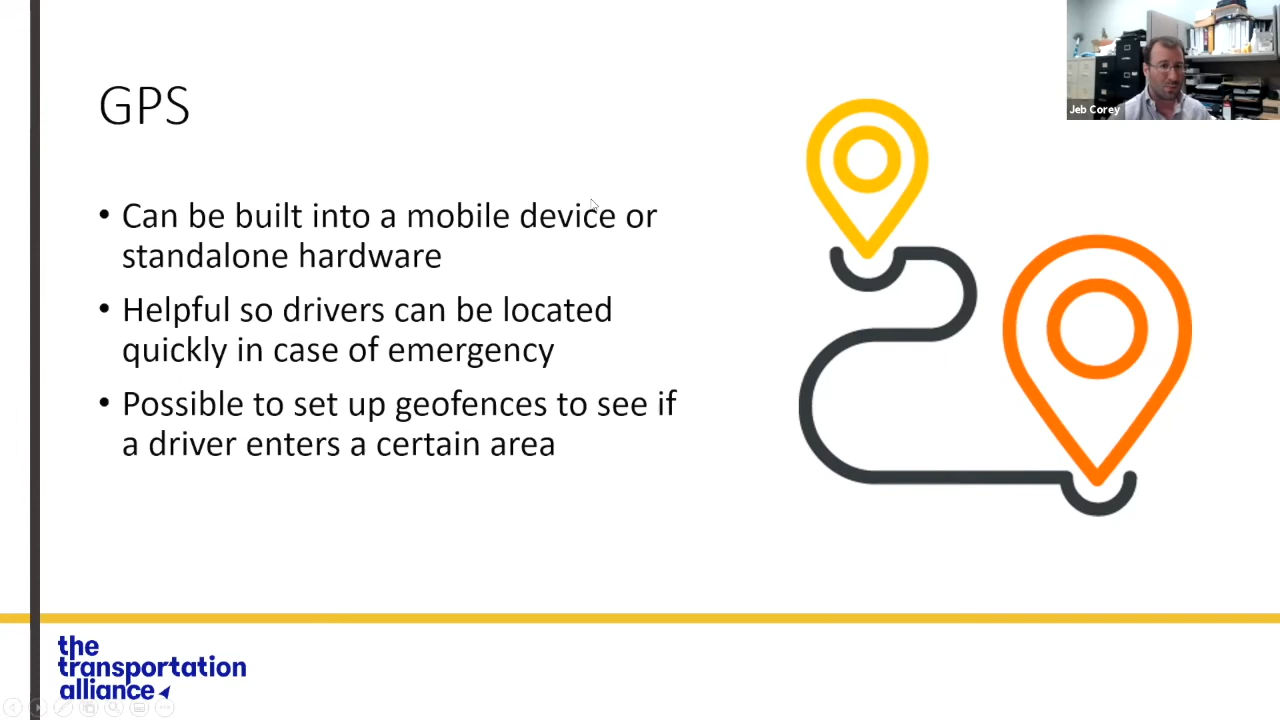 GPS
• Can be built into a mobile device or
standalone hardware
• Helpful so drivers can be located
quickly in case of emergency
• Possible to set up geofences to see if
a driver enters a certain area
Jeb Corey
the
transportation
alliance